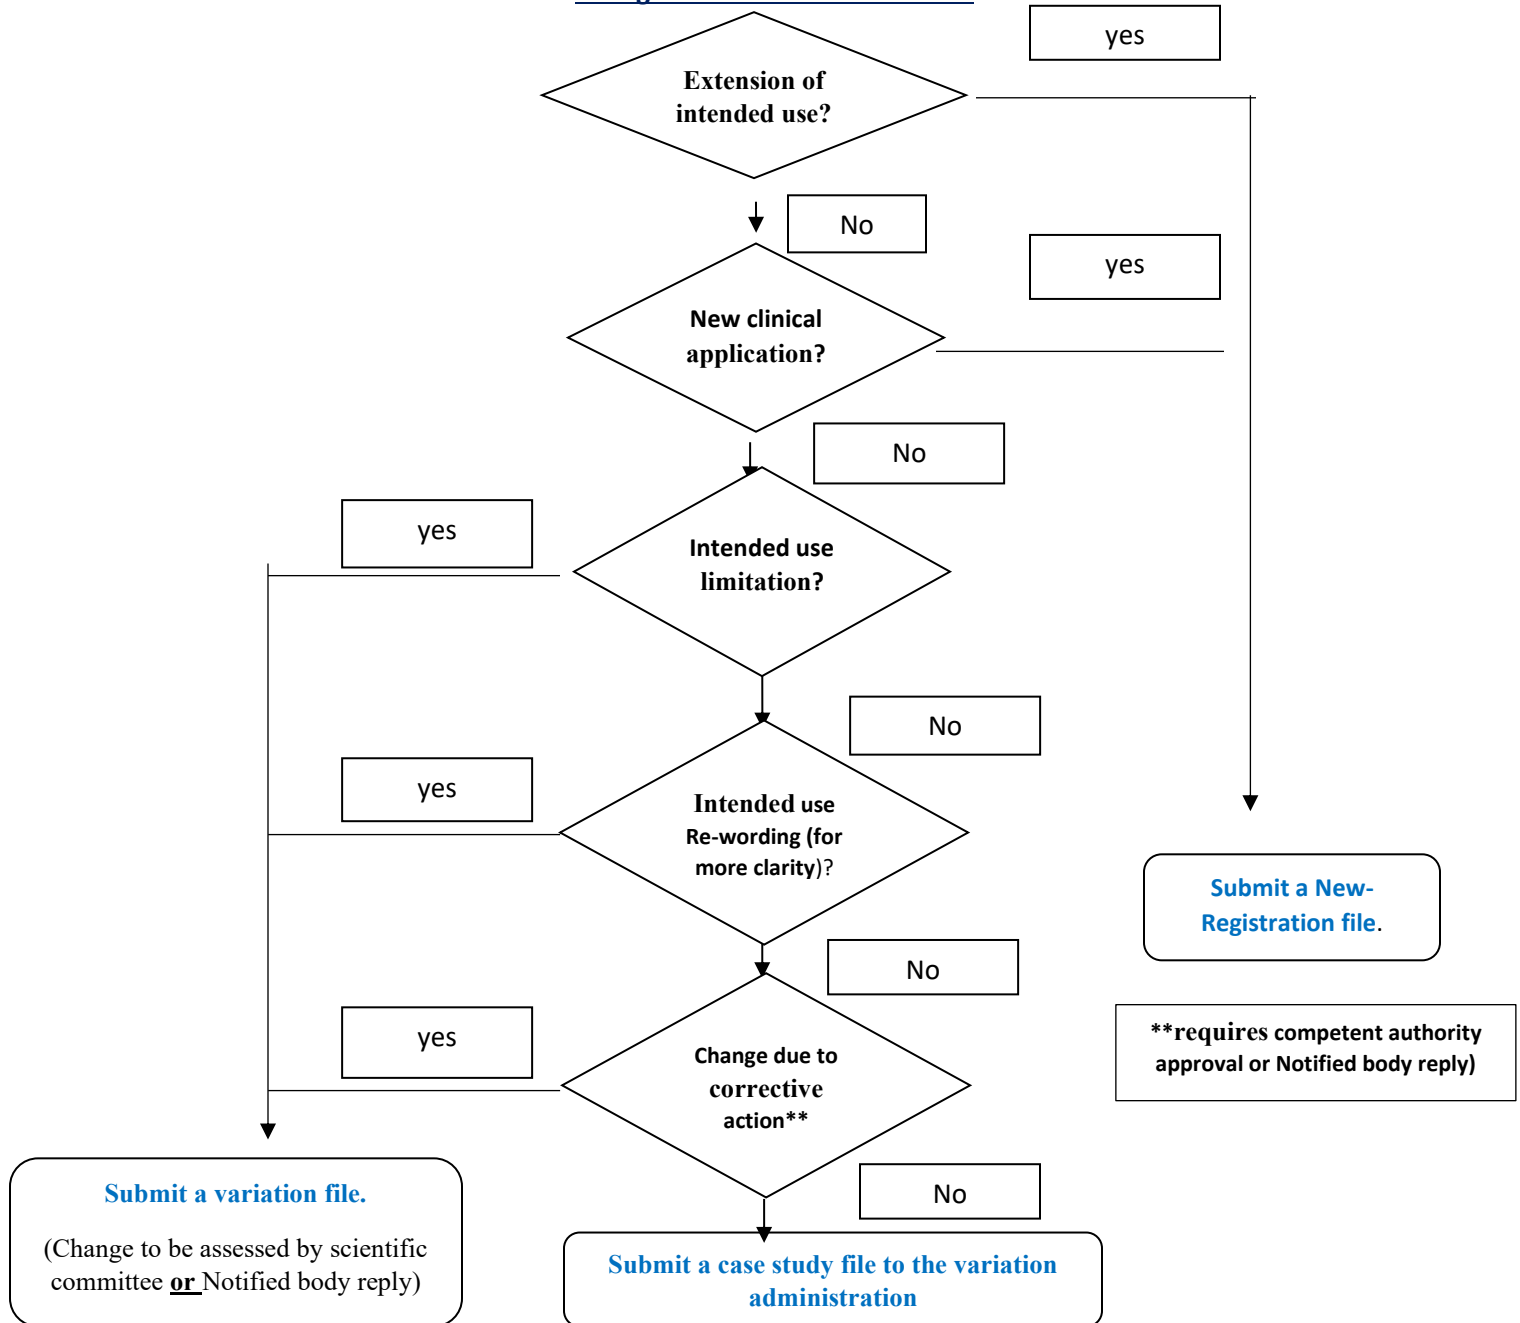 yes
Extension of
intended use?
No
yes
New clinical
application?
No
yes
Intended use
limitation?
No
yes
Intended use
Re-wording (for
more clarity)?
Submit a New-
Registration file.
No
yes
Change due to
corrective
action**
**requires competent authority
approval or Notified body reply)
No
Submit a variation file.
(Change to be assessed by scientific
committee or Notified body reply)
Submit a case study file to the variation
administration